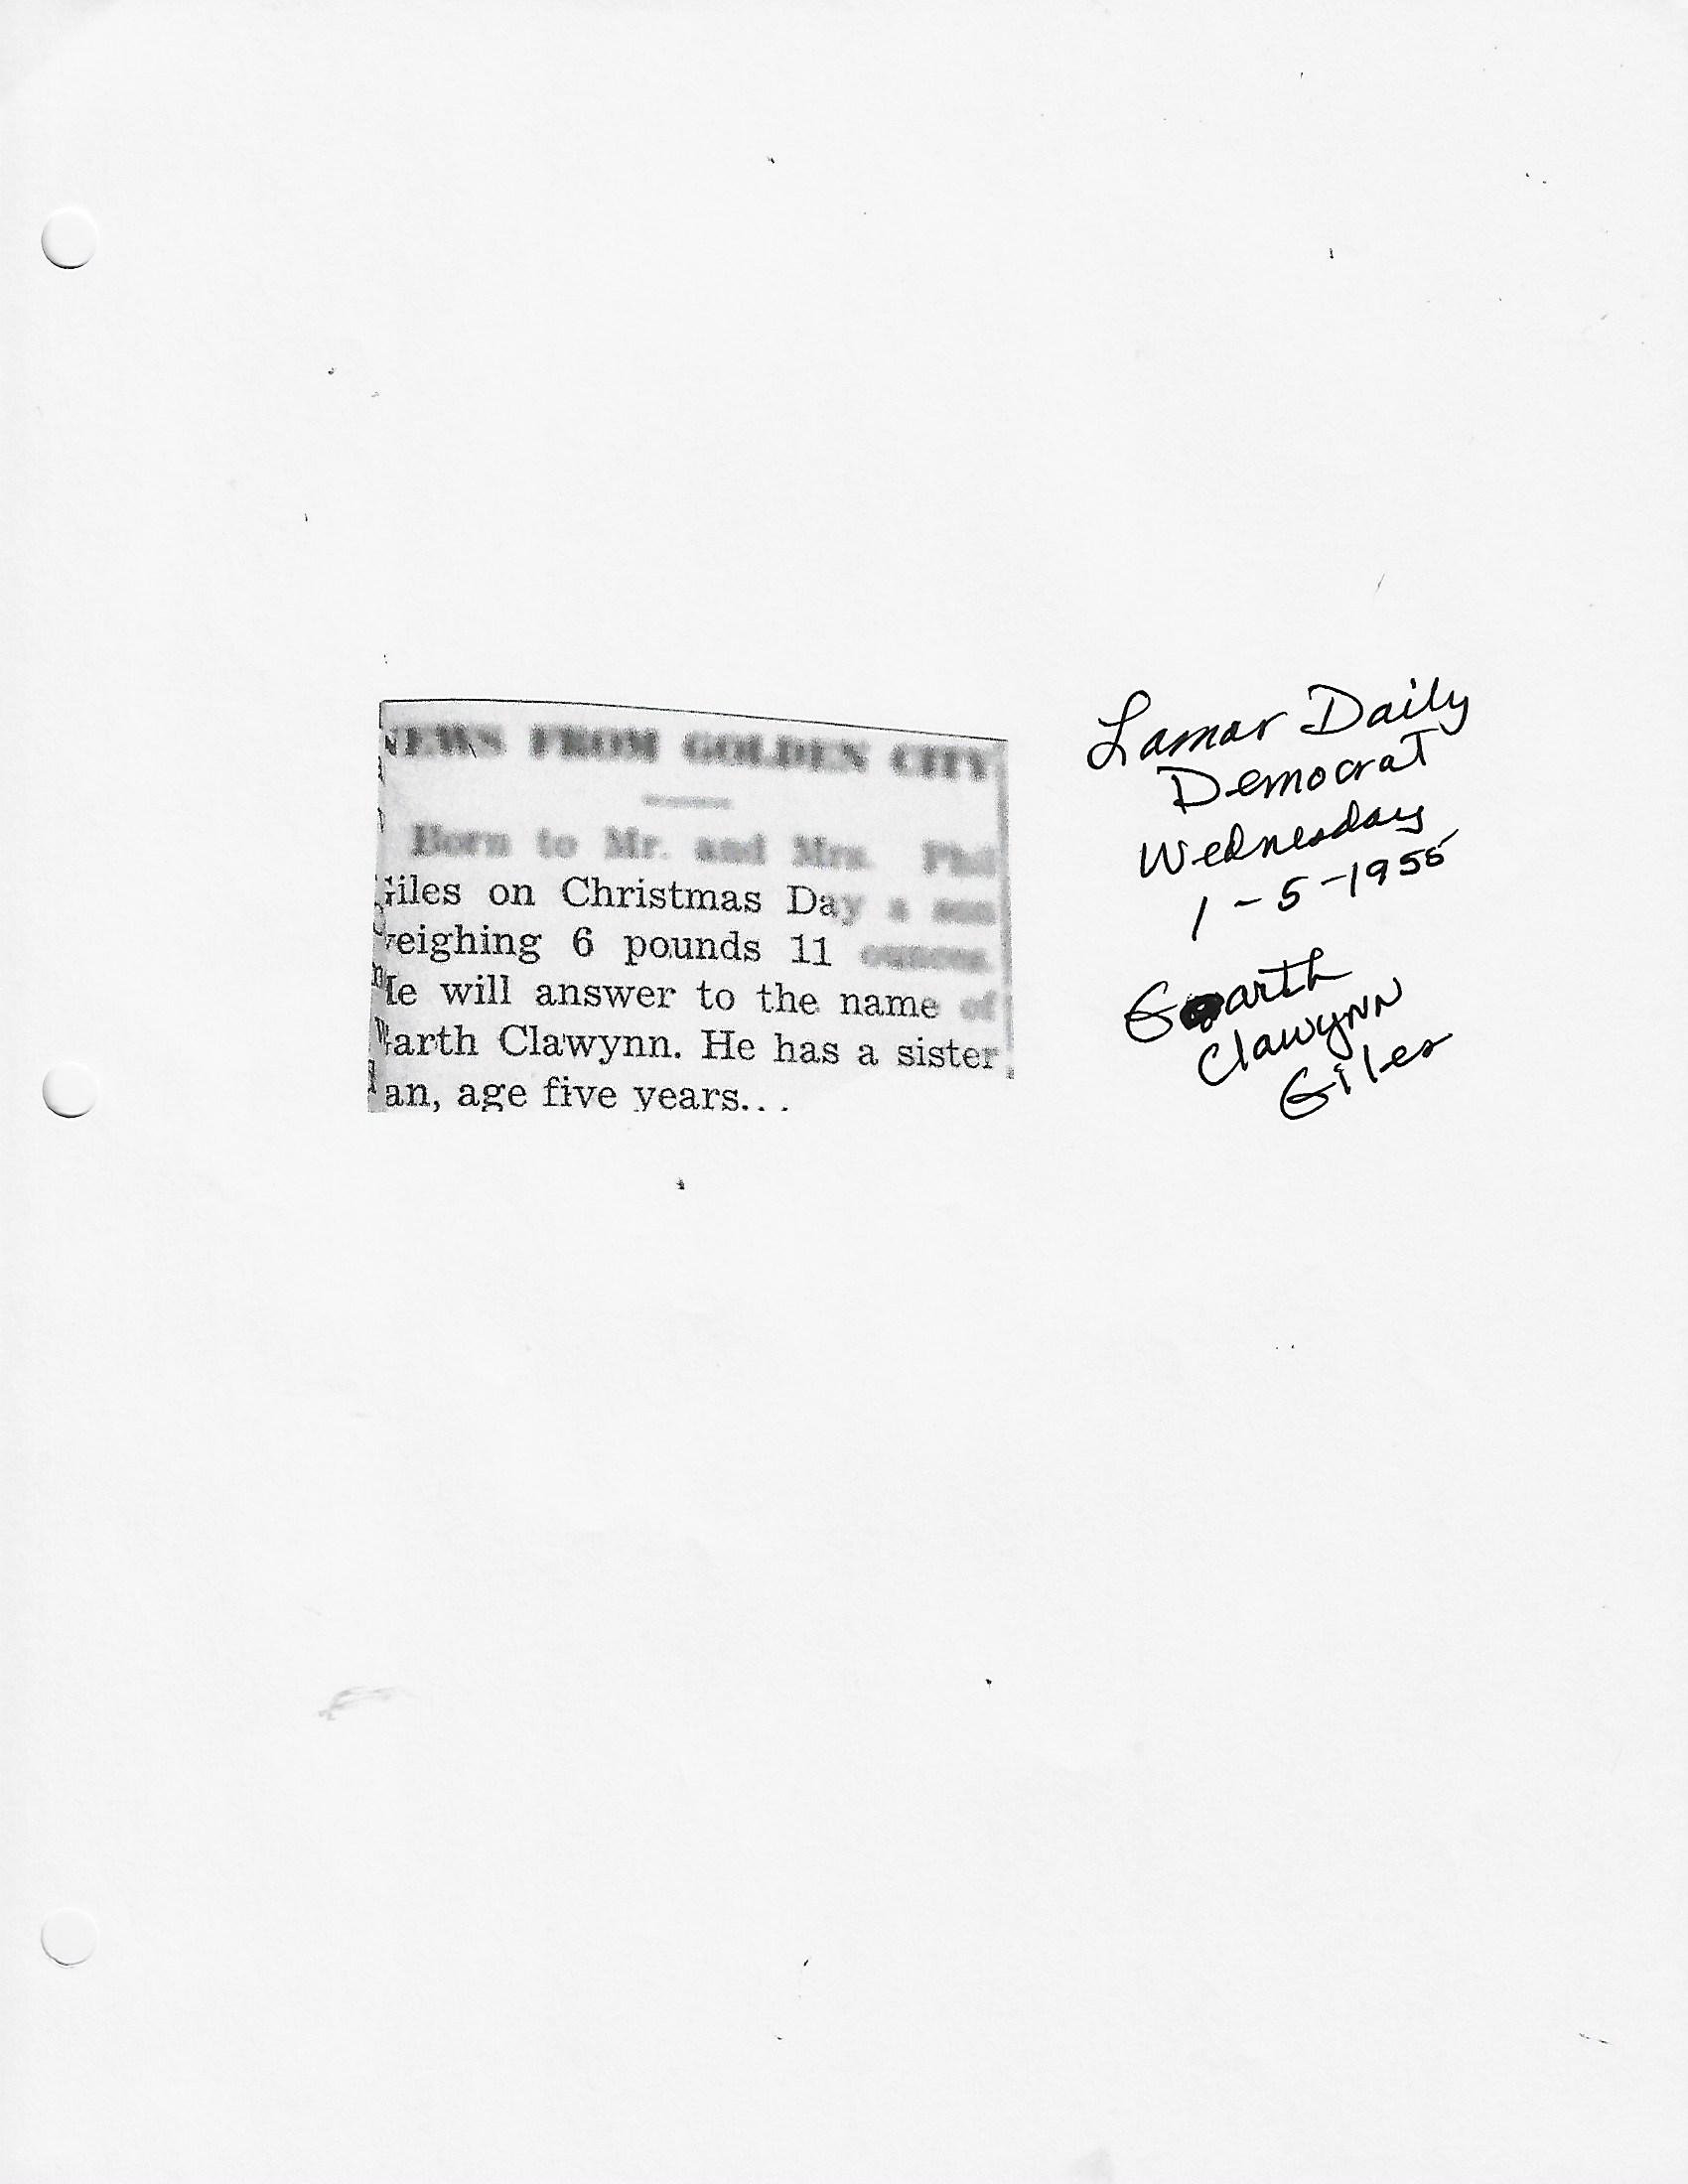 NEWS FROM GOLDEN CITY
Born to Mr. and Mrs. Phil
Giles on Christmas Day a son
weighing 6 pounds 11 ounces.
He will answer to the name of
Garth Clawynn. He has a sister
an, age five years...
Lamar Daily
Democrat
Wednesday
1-5-1955
Garth
Clawynn
Giles